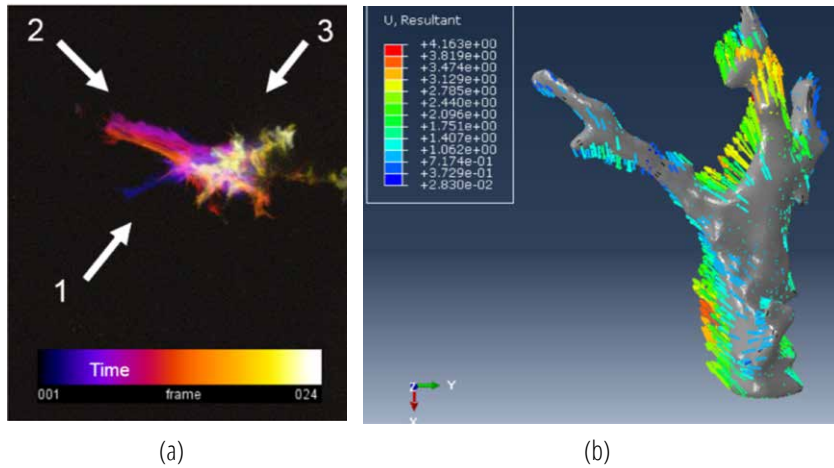 2
3
1
Time
001 frame 024
(a)
U, Resultant
+4.163e+00
+3.819e+00
+3.474e+00
+3.129e+00
+2.785e+00
+2.440e+00
+2.096e+00
+1.751e+00
+1.407e+00
+1.062e+00
+7.174e-01
+3.729e-01
+2.830e-02
Z Y
X
(b)